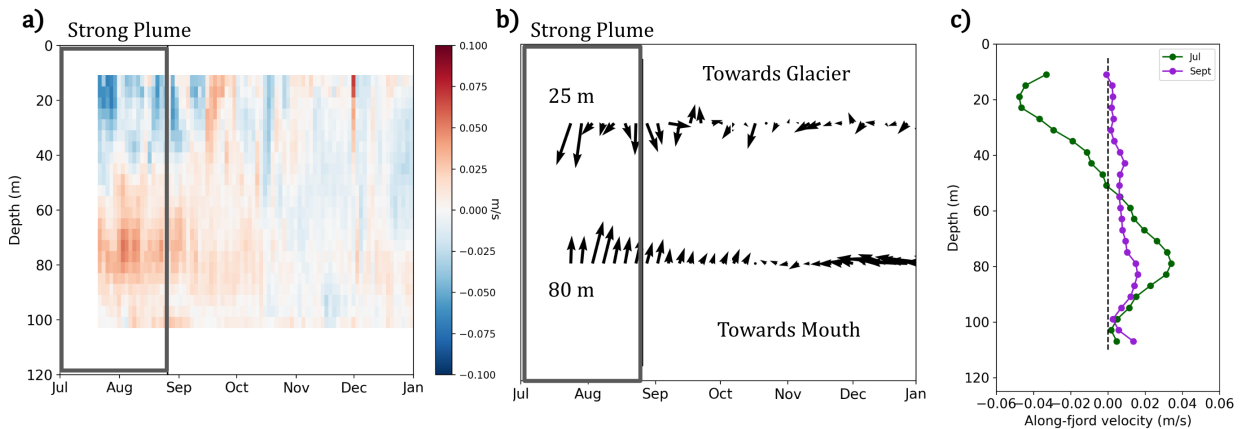 a)
Strong Plume
0
20
40
60
80
100
120
Depth (m)
Jul
Aug
Sep
Oct
Nov
Dec
Jan
0.100
0.075
0.050
0.025
0.000
−0.025
−0.050
−0.075
−0.100
m/s
b)
Strong Plume
25 m
Towards Glacier
80 m
Towards Mouth
Jul
Aug
Sep
Oct
Nov
Dec
Jan
c)
Jul
Sept
0
20
40
60
80
100
120
Depth (m)
−0.06−0.04−0.02 0.00 0.02 0.04 0.06
Along-fjord velocity (m/s)